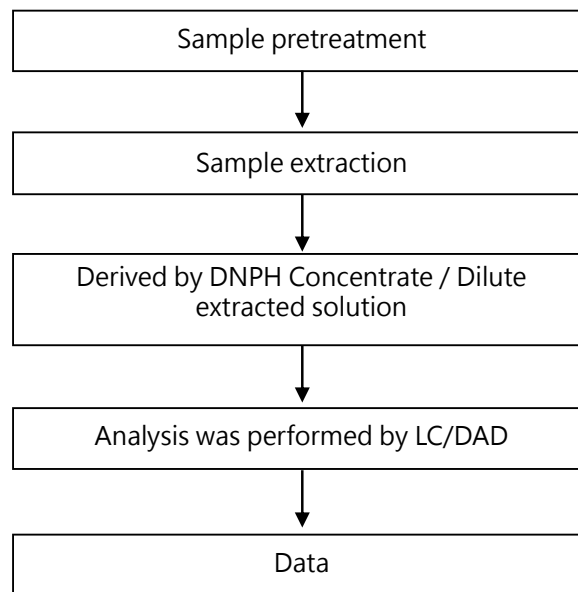 Sample pretreatment
Sample extraction
Derived by DNPH Concentrate / Dilute
extracted solution
Analysis was performed by LC/DAD
Data